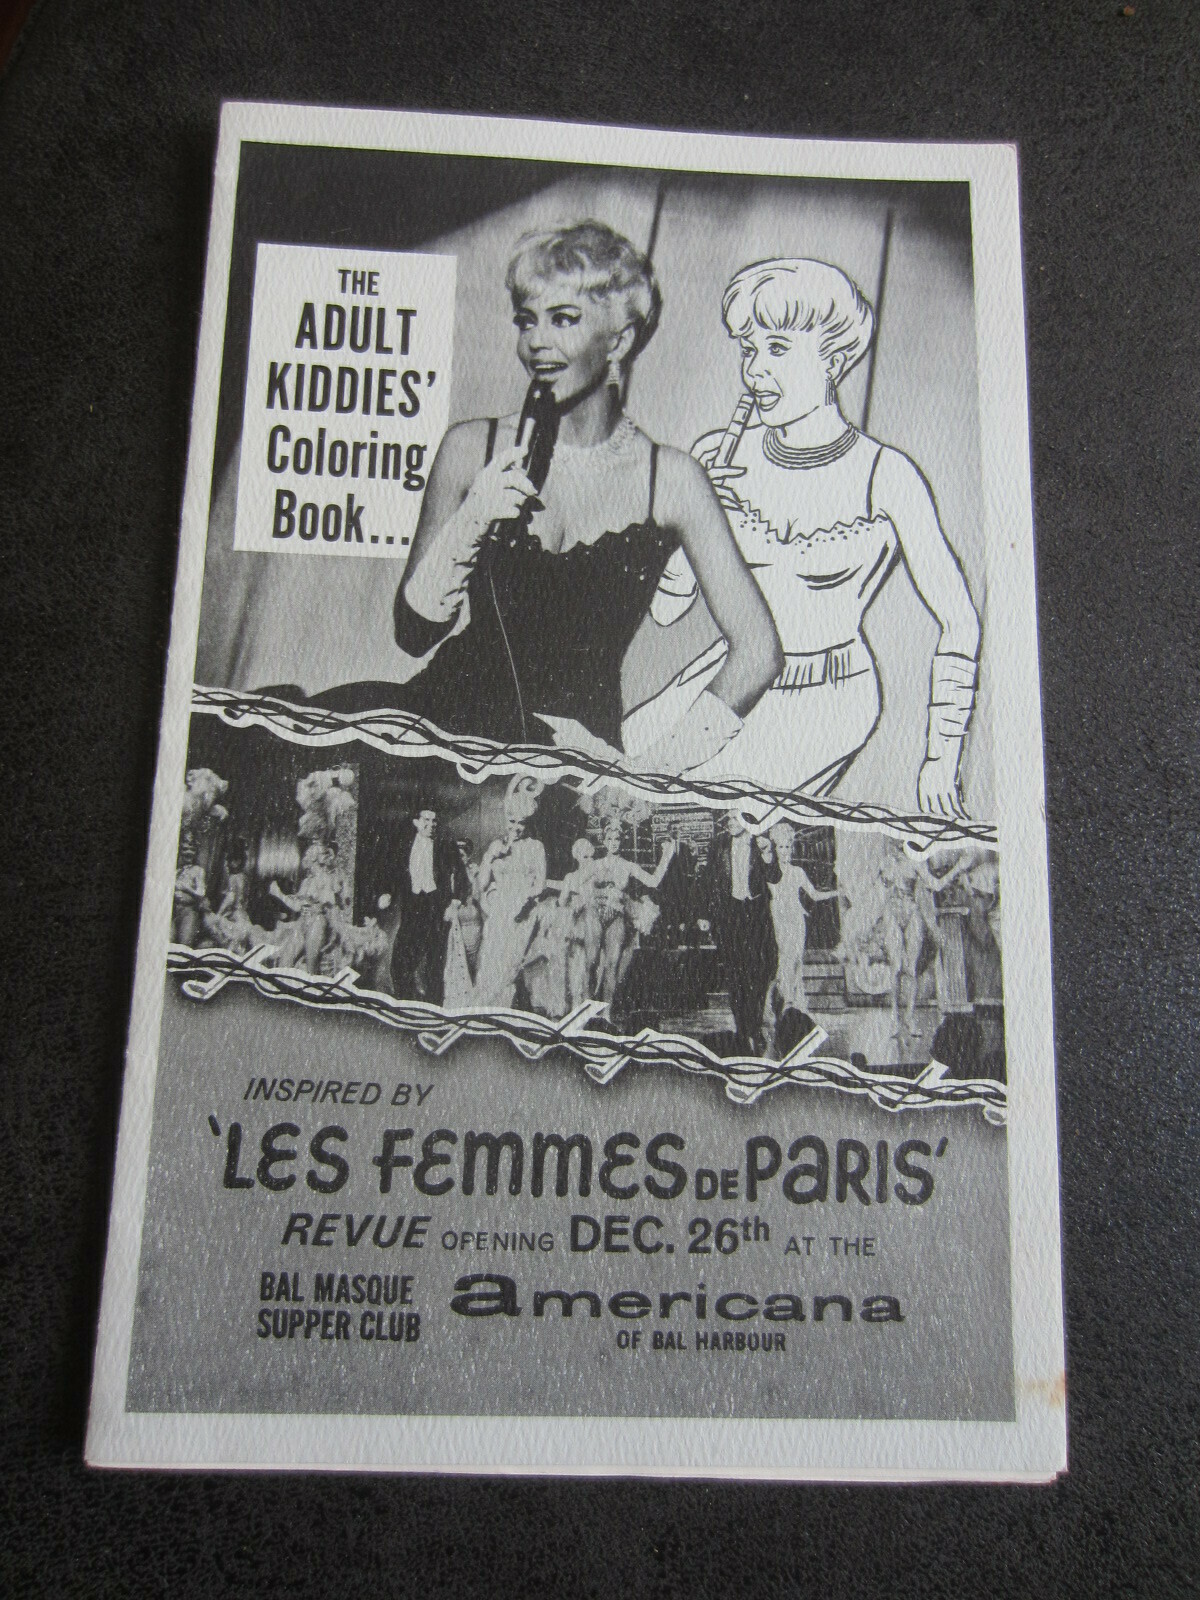 THE
ADULT
KIDDIES'
Coloring
Book...
INSPIRED BY
'LES FEMMES DE PARIS'
REVUE OPENING DEC. 26th AT THE
BAL MASQUE
SUPPER CLUB
americana
OF BAL HARBOUR